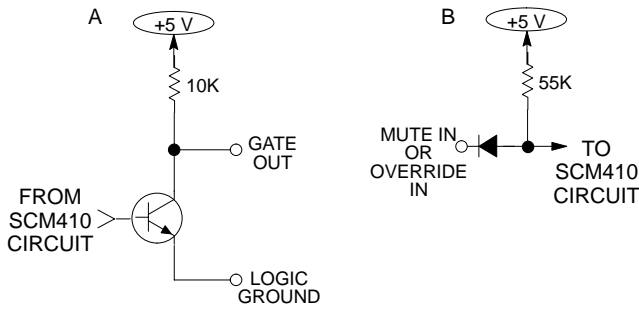 A
+5 V
10K
GATE
OUT
FROM
SCM410
CIRCUIT
LOGIC
GROUND
B
+5 V
55K
MUTE IN
OR
OVERRIDE
IN
TO
SCM410
CIRCUIT